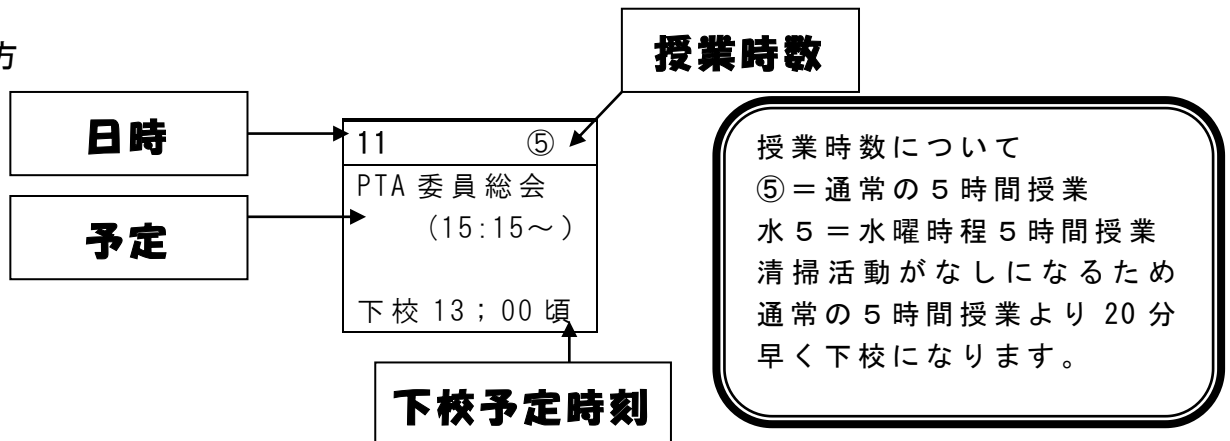 方
授業時数
日時
11 ⑤
PTA 委員総会
(15:15～)
予定
下校 13；00 頃
下校予定時刻
授業時数について
⑤＝通常の５時間授業
水５＝水曜時程５時間授業
清掃活動がなしになるため
通常の５時間授業より 20 分
早く下校になります。